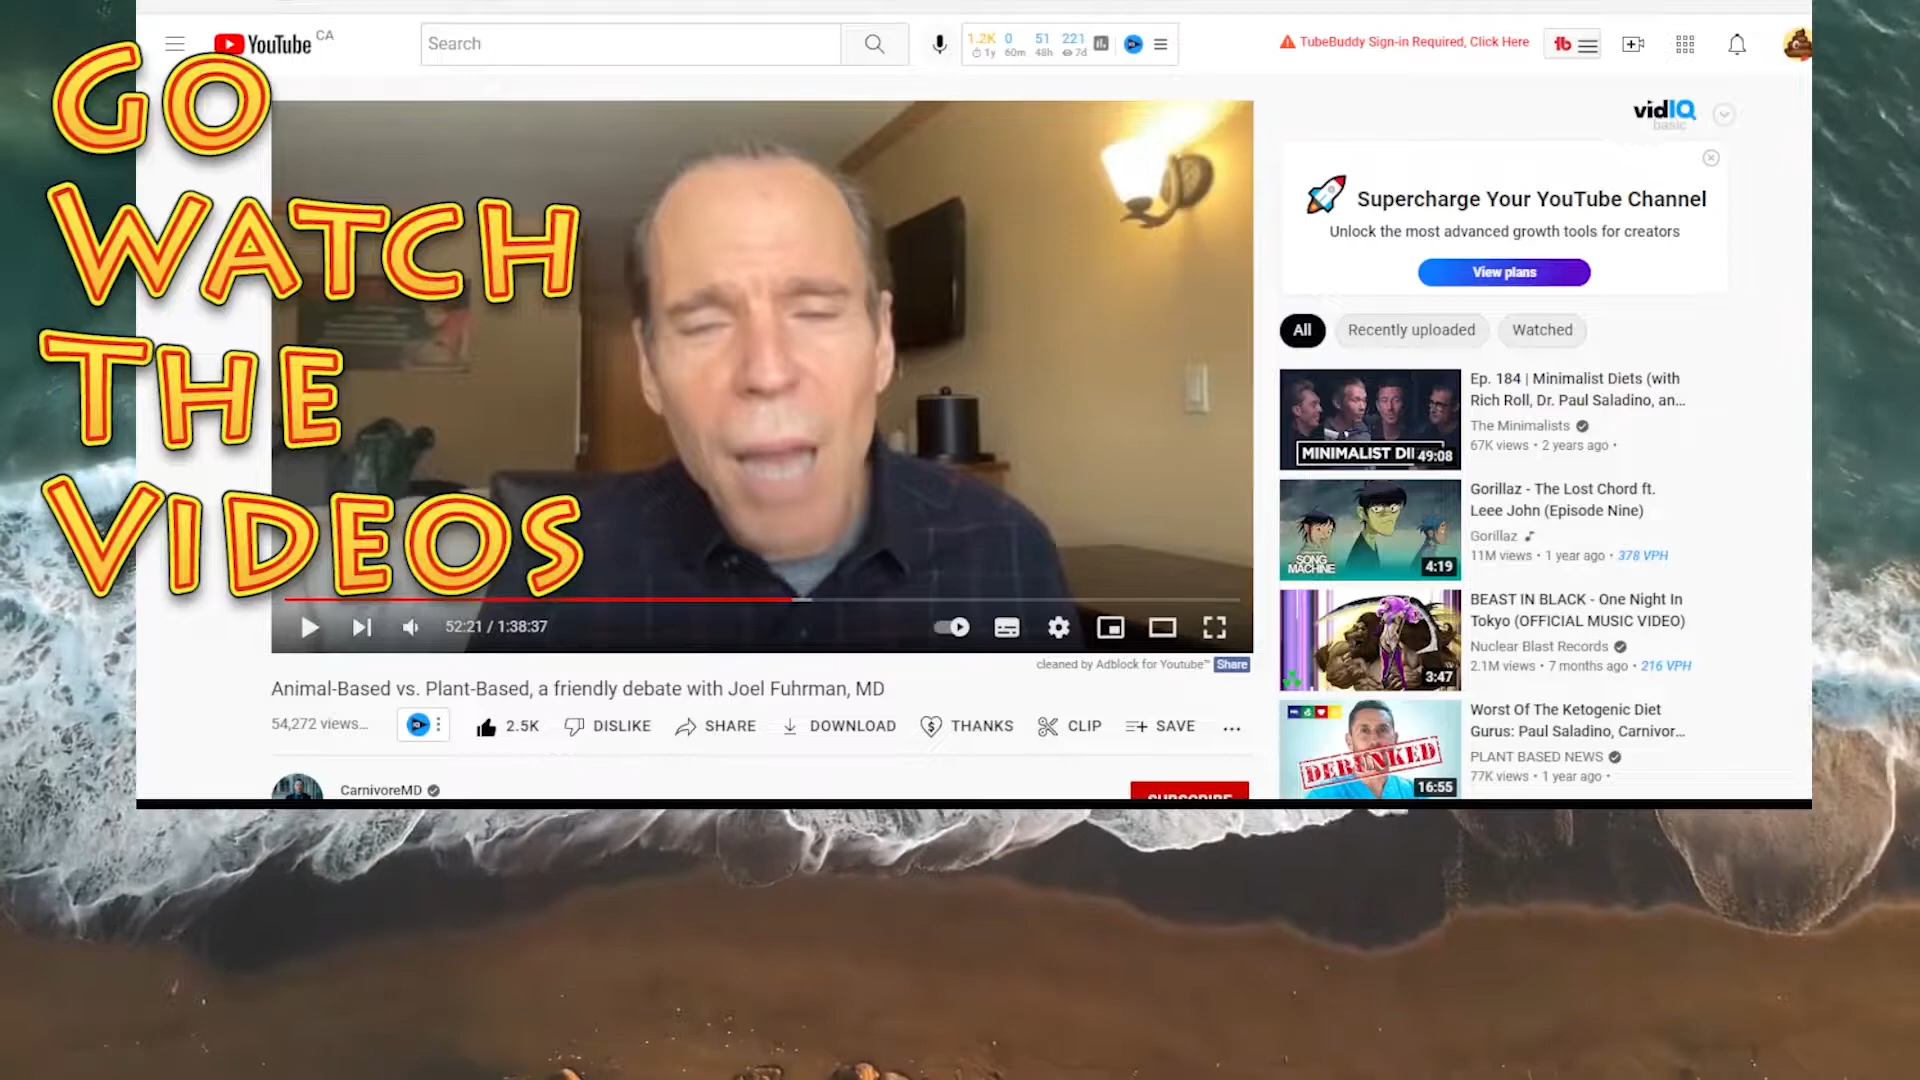 YouTube CA
Search
1.2K 0 51 221
1y 60m 48h 7d
TubeBuddy Sign-in Required, Click Here
tb
GO
WATCH
THE
VIDEOS
vidIQ
basic
Supercharge Your YouTube Channel
Unlock the most advanced growth tools for creators
View plans
All Recently uploaded Watched
MINIMALIST DI 49:08
Ep. 184 | Minimalist Diets (with
Rich Roll, Dr. Paul Saladino, an...
The Minimalists
67K views • 2 years ago •
SONG
MACHINE
4:19
Gorillaz - The Lost Chord ft.
Leee John (Episode Nine)
Gorillaz
11M views • 1 year ago • 378 VPH
3:47
BEAST IN BLACK - One Night In
Tokyo (OFFICIAL MUSIC VIDEO)
Nuclear Blast Records
2.1M views • 7 months ago • 216 VPH
DEBUNKED
16:55
Worst Of The Ketogenic Diet
Gurus: Paul Saladino, Carnivor...
PLANT BASED NEWS
77K views • 1 year ago •
52:21 / 1:38:37
cleaned by Adblock for Youtube™ Share
Animal-Based vs. Plant-Based, a friendly debate with Joel Fuhrman, MD
54,272 views...
2.5K DISLIKE SHARE DOWNLOAD THANKS CLIP SAVE ...
CarnivoreMD
SUBSCRIBE